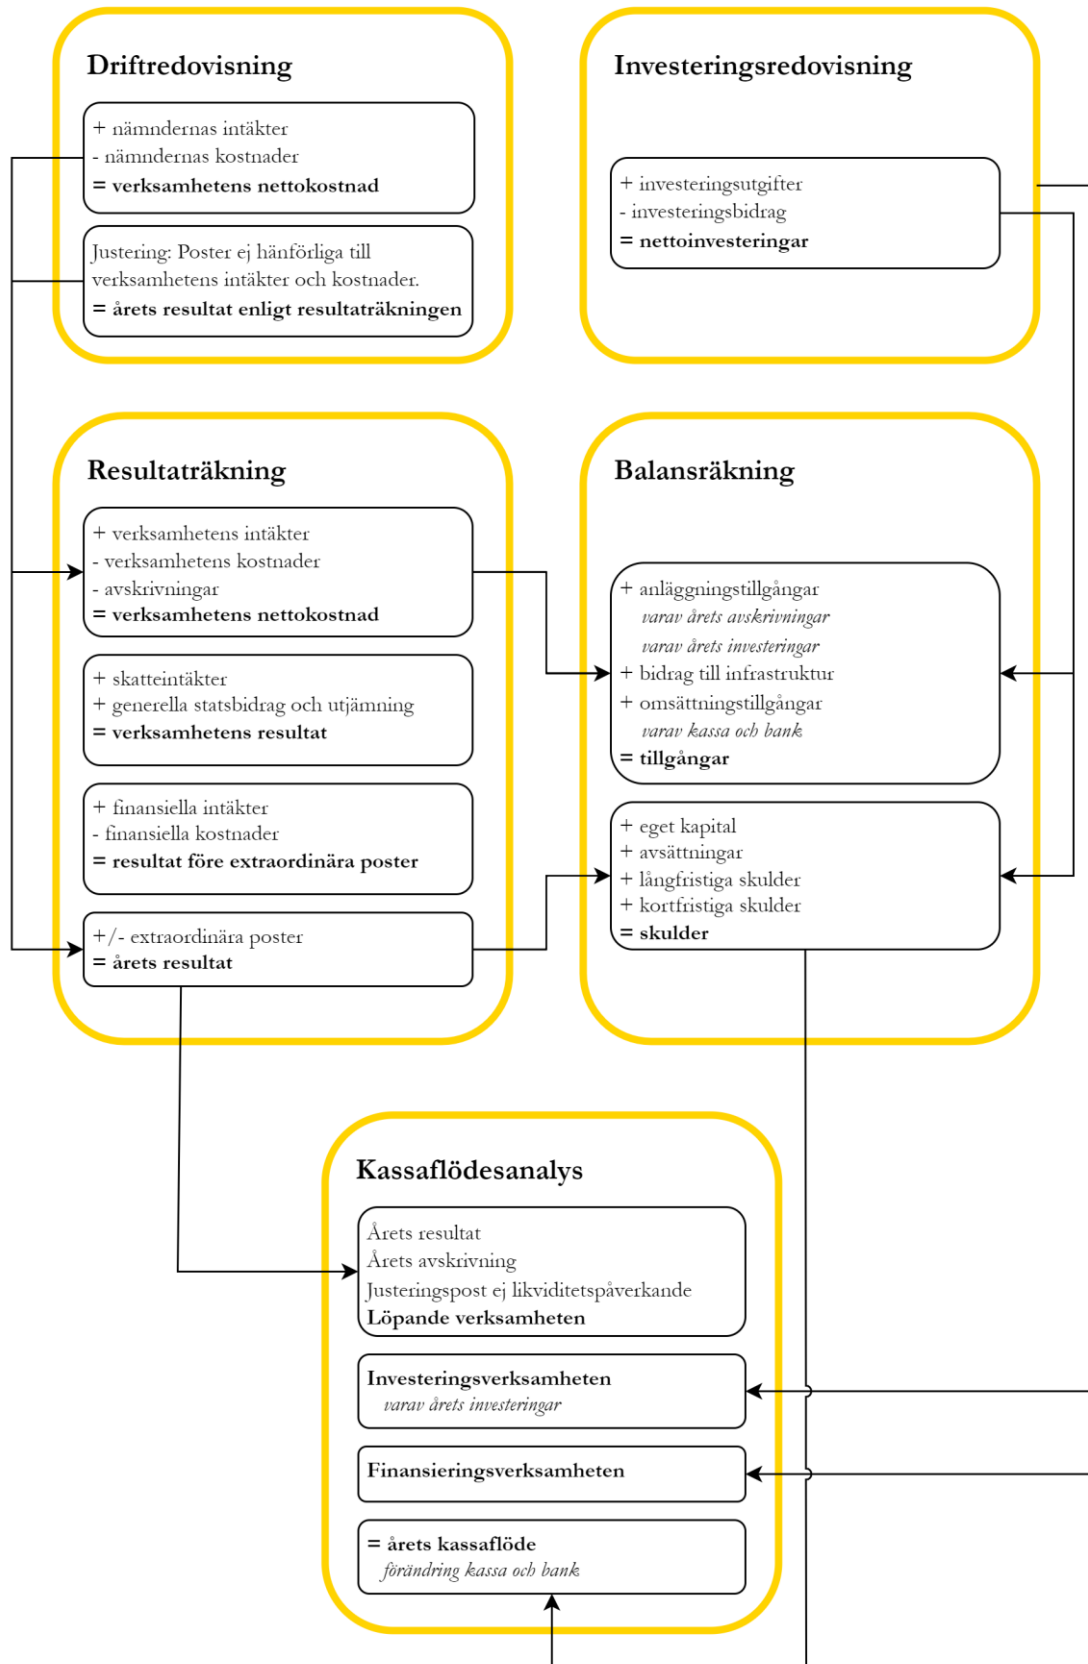 Driftredovisning
+ nämndernas intäkter
- nämndernas kostnader
= verksamhetens nettokostnad
Justering: Poster ej hänförliga till
verksamhetens intäkter och kostnader.
= årets resultat enligt resultaträkningen
Investeringsredovisning
+ investeringsutgifter
- investeringsbidrag
= nettoinvesteringar
Resultaträkning
+ verksamhetens intäkter
- verksamhetens kostnader
- avskrivningar
= verksamhetens nettokostnad
+ skatteintäkter
+ generella statsbidrag och utjämning
= verksamhetens resultat
+ finansiella intäkter
- finansiella kostnader
= resultat före extraordinära poster
+/- extraordinära poster
= årets resultat
Balansräkning
+ anläggningstillgångar
varav årets avskrivningar
varav årets investeringar
+ bidrag till infrastruktur
+ omsättningstillgångar
varav kassa och bank
= tillgångar
+ eget kapital
+ avsättningar
+ långfristiga skulder
+ kortfristiga skulder
= skulder
Kassaflödesanalys
Årets resultat
Årets avskrivning
Justeringspost ej likviditetspåverkande
Löpande verksamheten
Investeringsverksamheten
varav årets investeringar
Finansieringsverksamheten
= årets kassaflöde
förändring kassa och bank